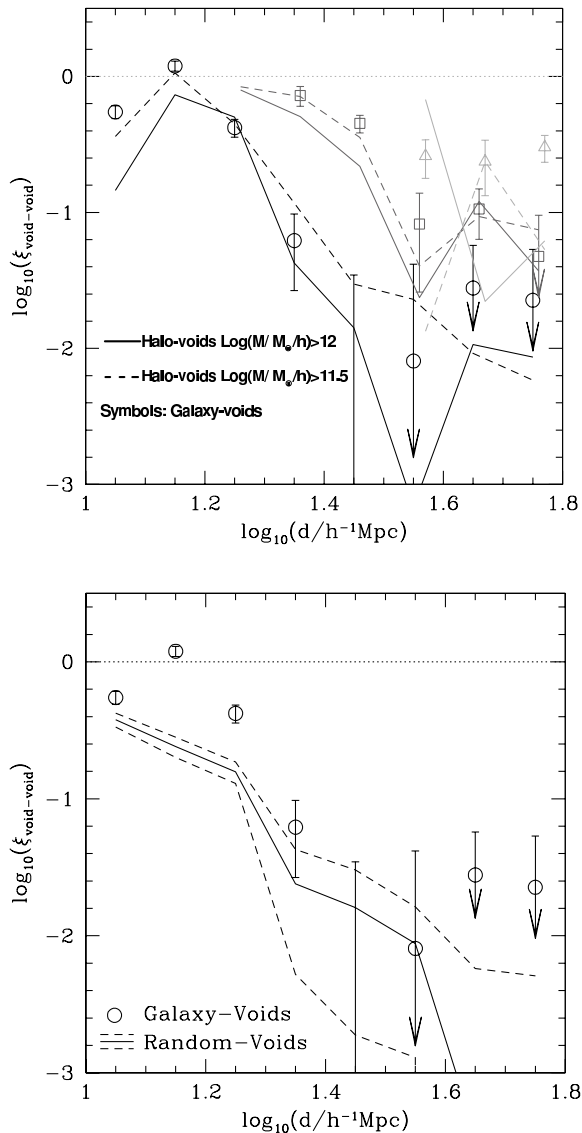 0
-1
-2
-3
log₁₀(ξvoid−void)
Halo-voids Log(M/ M⊙/h)>12
Halo-voids Log(M/ M⊙/h)>11.5
Symbols: Galaxy-voids
1 1.2 1.4 1.6 1.8
log₁₀(d/h⁻¹Mpc)
0
-1
-2
-3
log₁₀(ξvoid−void)
Galaxy-Voids
Random-Voids
1 1.2 1.4 1.6 1.8
log₁₀(d/h⁻¹Mpc)